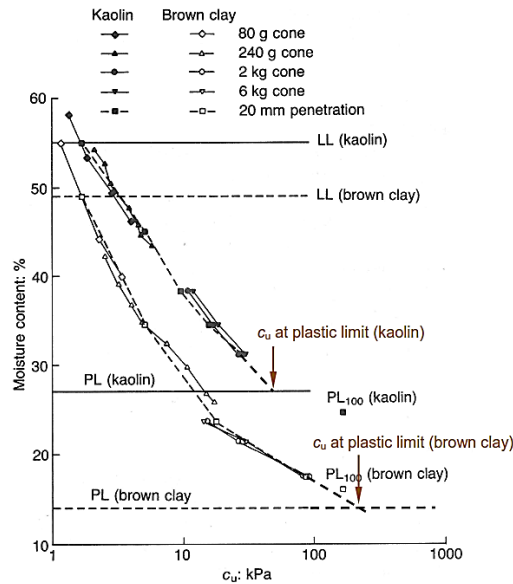 Kaolin Brown clay
80 g cone
240 g cone
2 kg cone
6 kg cone
20 mm penetration
60
LL (kaolin)
50
LL (brown clay)
Moisture content: %
40
cu at plastic limit (kaolin)
30
PL (kaolin)
PL100 (kaolin)
cu at plastic limit (brown clay)
20
PL100 (brown clay)
PL (brown clay
10
1 10 100 1000
cu: kPa